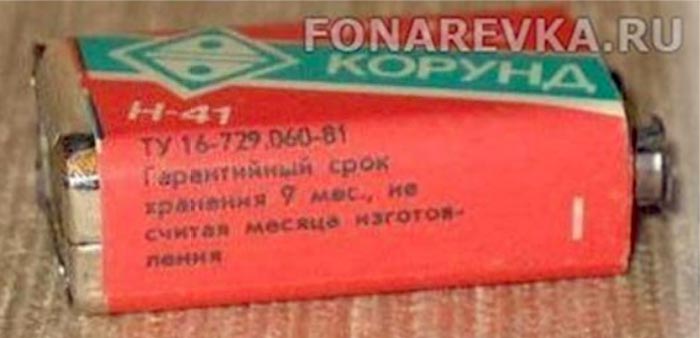 FONAREVKA.RU
КОРУНД
Н-41
ТУ 16-729.060-81
Гарантийный срок
хранения 9 мес., не
считая месяца изготов-
ления